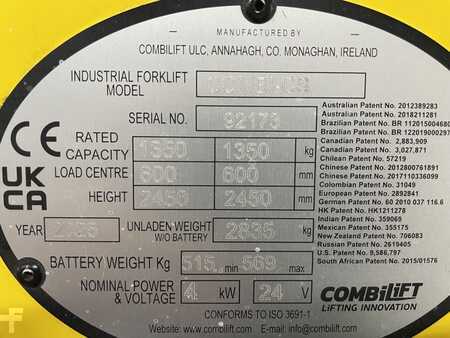 MANUFACTURED BY
COMBILIFT ULC, ANNAHAGH, CO. MONAGHAN, IRELAND
INDUSTRIAL FORKLIFT
MODEL
SERIAL NO. 92175
RATED
CAPACITY 1350 1350 kg
LOAD CENTRE 600 600 mm
HEIGHT 2450 2450 mm
CE
UK
CA
YEAR
UNLADEN WEIGHT
W/O BATTERY 2835 kg
BATTERY WEIGHT Kg 515 min 569 max
NOMINAL POWER
& VOLTAGE 4 kW 24 V
CONFORMS TO ISO 3691-1
Website: www.combilift.com E-mail: info@combilift.com
Australian Patent No. 2012389283
Australian Patent No. 2018211281
Brazilian Patent No. BR 112015004680
Brazilian Patent No. BR 112019000297
Canadian Patent No. 2,883,909
Canadian Patent No. 3,027,871
Chilean Patent No. 57219
Chinese Patent No. 2012800761891
Chinese Patent No. 2017110336099
Colombian Patent No. 31049
European Patent No. 2892841
German Patent No. 60 2010 037 116.6
HK Patent No. HK1211278
Indian Patent No. 359069
Mexican Patent No. 355175
New Zealand Patent No. 706083
Russian Patent No. 2619405
U.S. Patent No. 9,586,797
South African Patent No. 2015/01576
COMBiLiFT
LIFTING INNOVATION